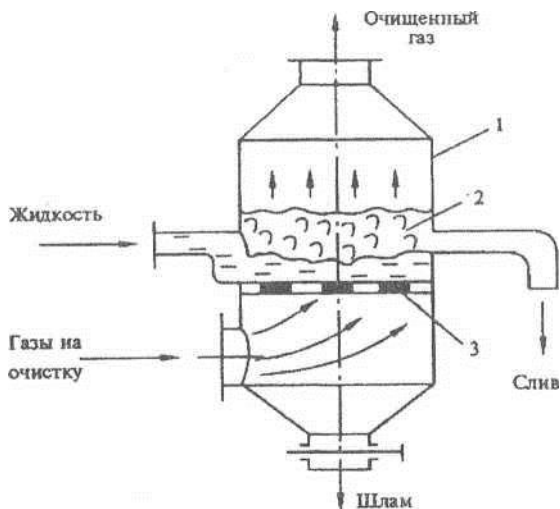 Очищенный
газ
1
Жидкость
2
Газы на
очистку
3
Слив
Шлам